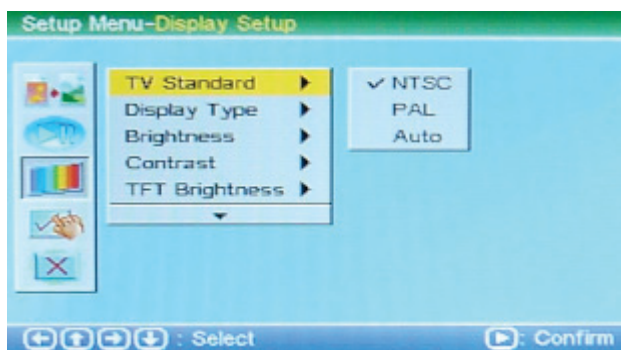 Setup Menu-Display Setup
TV Standard
Display Type
Brightness
Contrast
TFT Brightness
NTSC
PAL
Auto
: Select
: Confirm